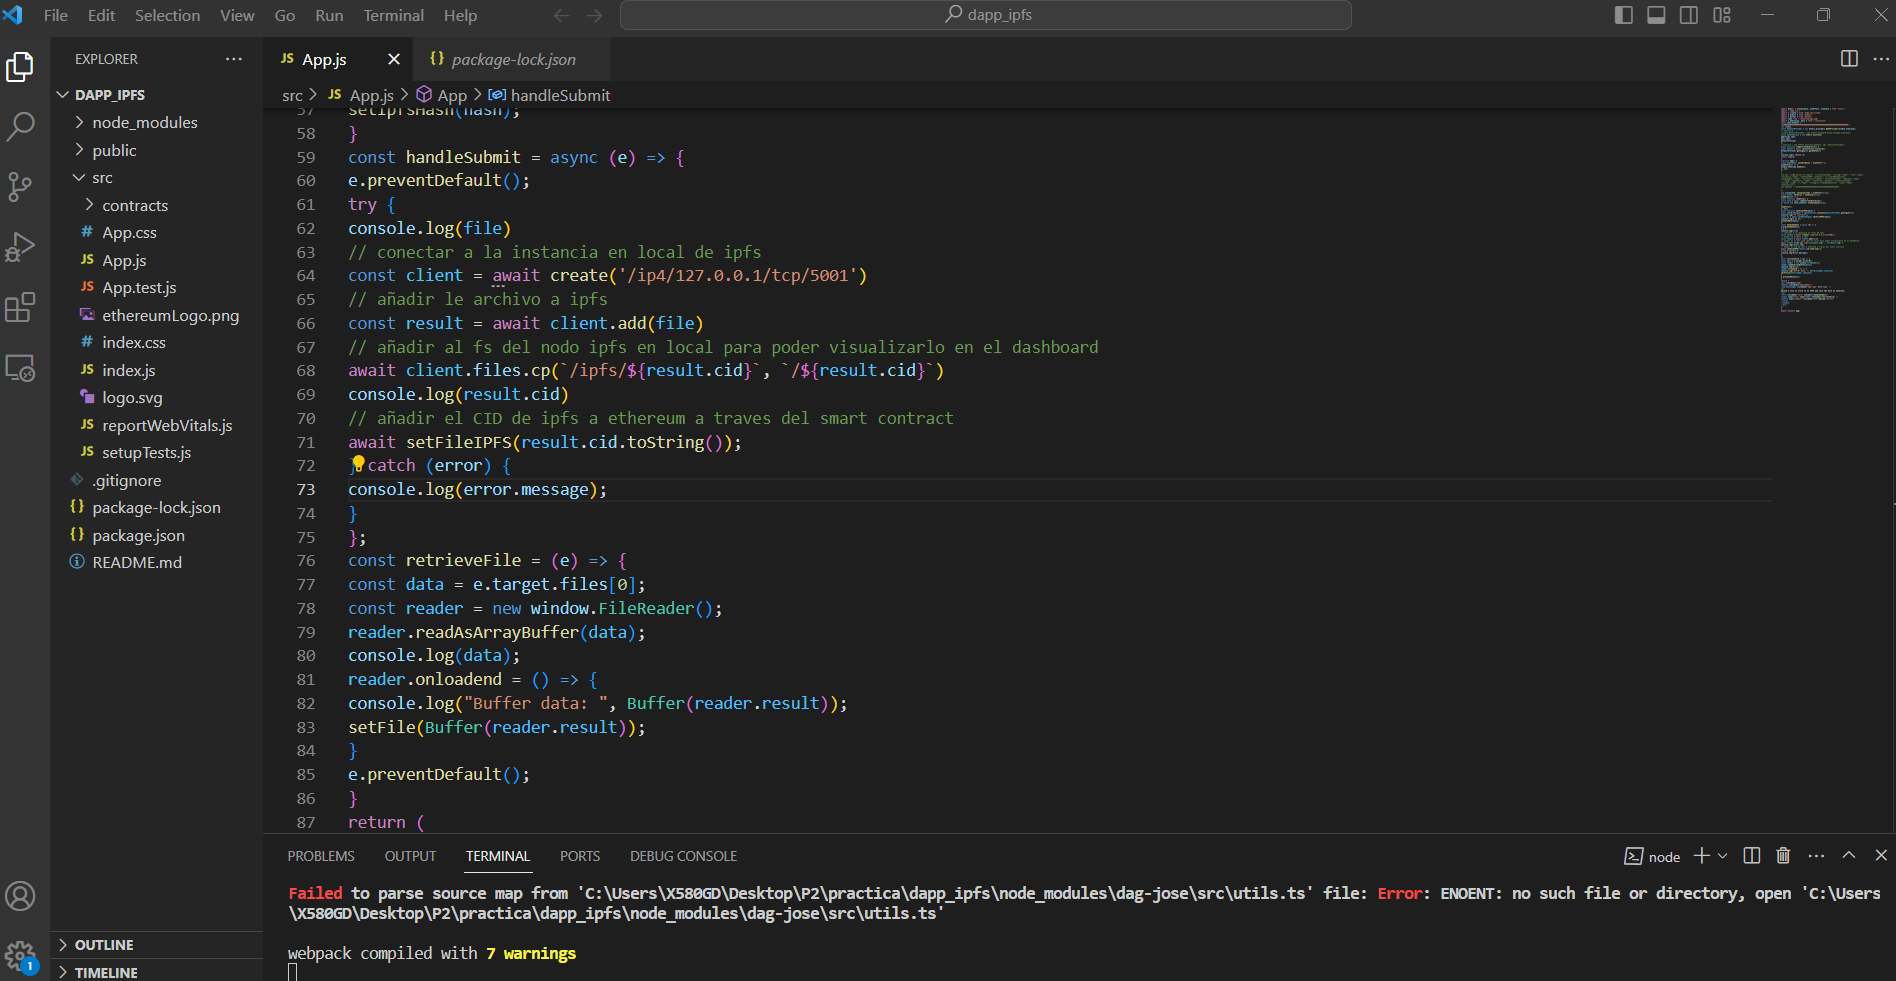 File Edit Selection View Go Run Terminal Help
dapp_ipfs
EXPLORER
DAPP_IPFS
node_modules
public
src
contracts
# App.css
JS App.js
JS App.test.js
ethereumLogo.png
# index.css
JS index.js
logo.svg
JS reportWebVitals.js
JS setupTests.js
.gitignore
{} package-lock.json
{} package.json
README.md
OUTLINE
TIMELINE
1
JS App.js
{} package-lock.json
src > JS App.js > App > handleSubmit
57 setIpfsHash(hash);
58 }
59 const handleSubmit = async (e) => {
60 e.preventDefault();
61 try {
62 console.log(file)
63 // conectar a la instancia en local de ipfs
64 const client = await create('/ip4/127.0.0.1/tcp/5001')
65 // añadir le archivo a ipfs
66 const result = await client.add(file)
67 // añadir al fs del nodo ipfs en local para poder visualizarlo en el dashboard
68 await client.files.cp(`/ipfs/${result.cid}`, `/${result.cid}`)
69 console.log(result.cid)
70 // añadir el CID de ipfs a ethereum a traves del smart contract
71 await setFileIPFS(result.cid.toString());
72 } catch (error) {
73 console.log(error.message);
74 }
75 };
76 const retrieveFile = (e) => {
77 const data = e.target.files[0];
78 const reader = new window.FileReader();
79 reader.readAsArrayBuffer(data);
80 console.log(data);
81 reader.onloadend = () => {
82 console.log("Buffer data: ", Buffer(reader.result));
83 setFile(Buffer(reader.result));
84 }
85 e.preventDefault();
86 }
87 return (
PROBLEMS OUTPUT TERMINAL PORTS DEBUG CONSOLE
node
Failed to parse source map from 'C:\Users\X580GD\Desktop\P2\practica\dapp_ipfs\node_modules\dag-jose\src\utils.ts' file: Error: ENOENT: no such file or directory, open 'C:\Users
\X580GD\Desktop\P2\practica\dapp_ipfs\node_modules\dag-jose\src\utils.ts'
webpack compiled with 7 warnings